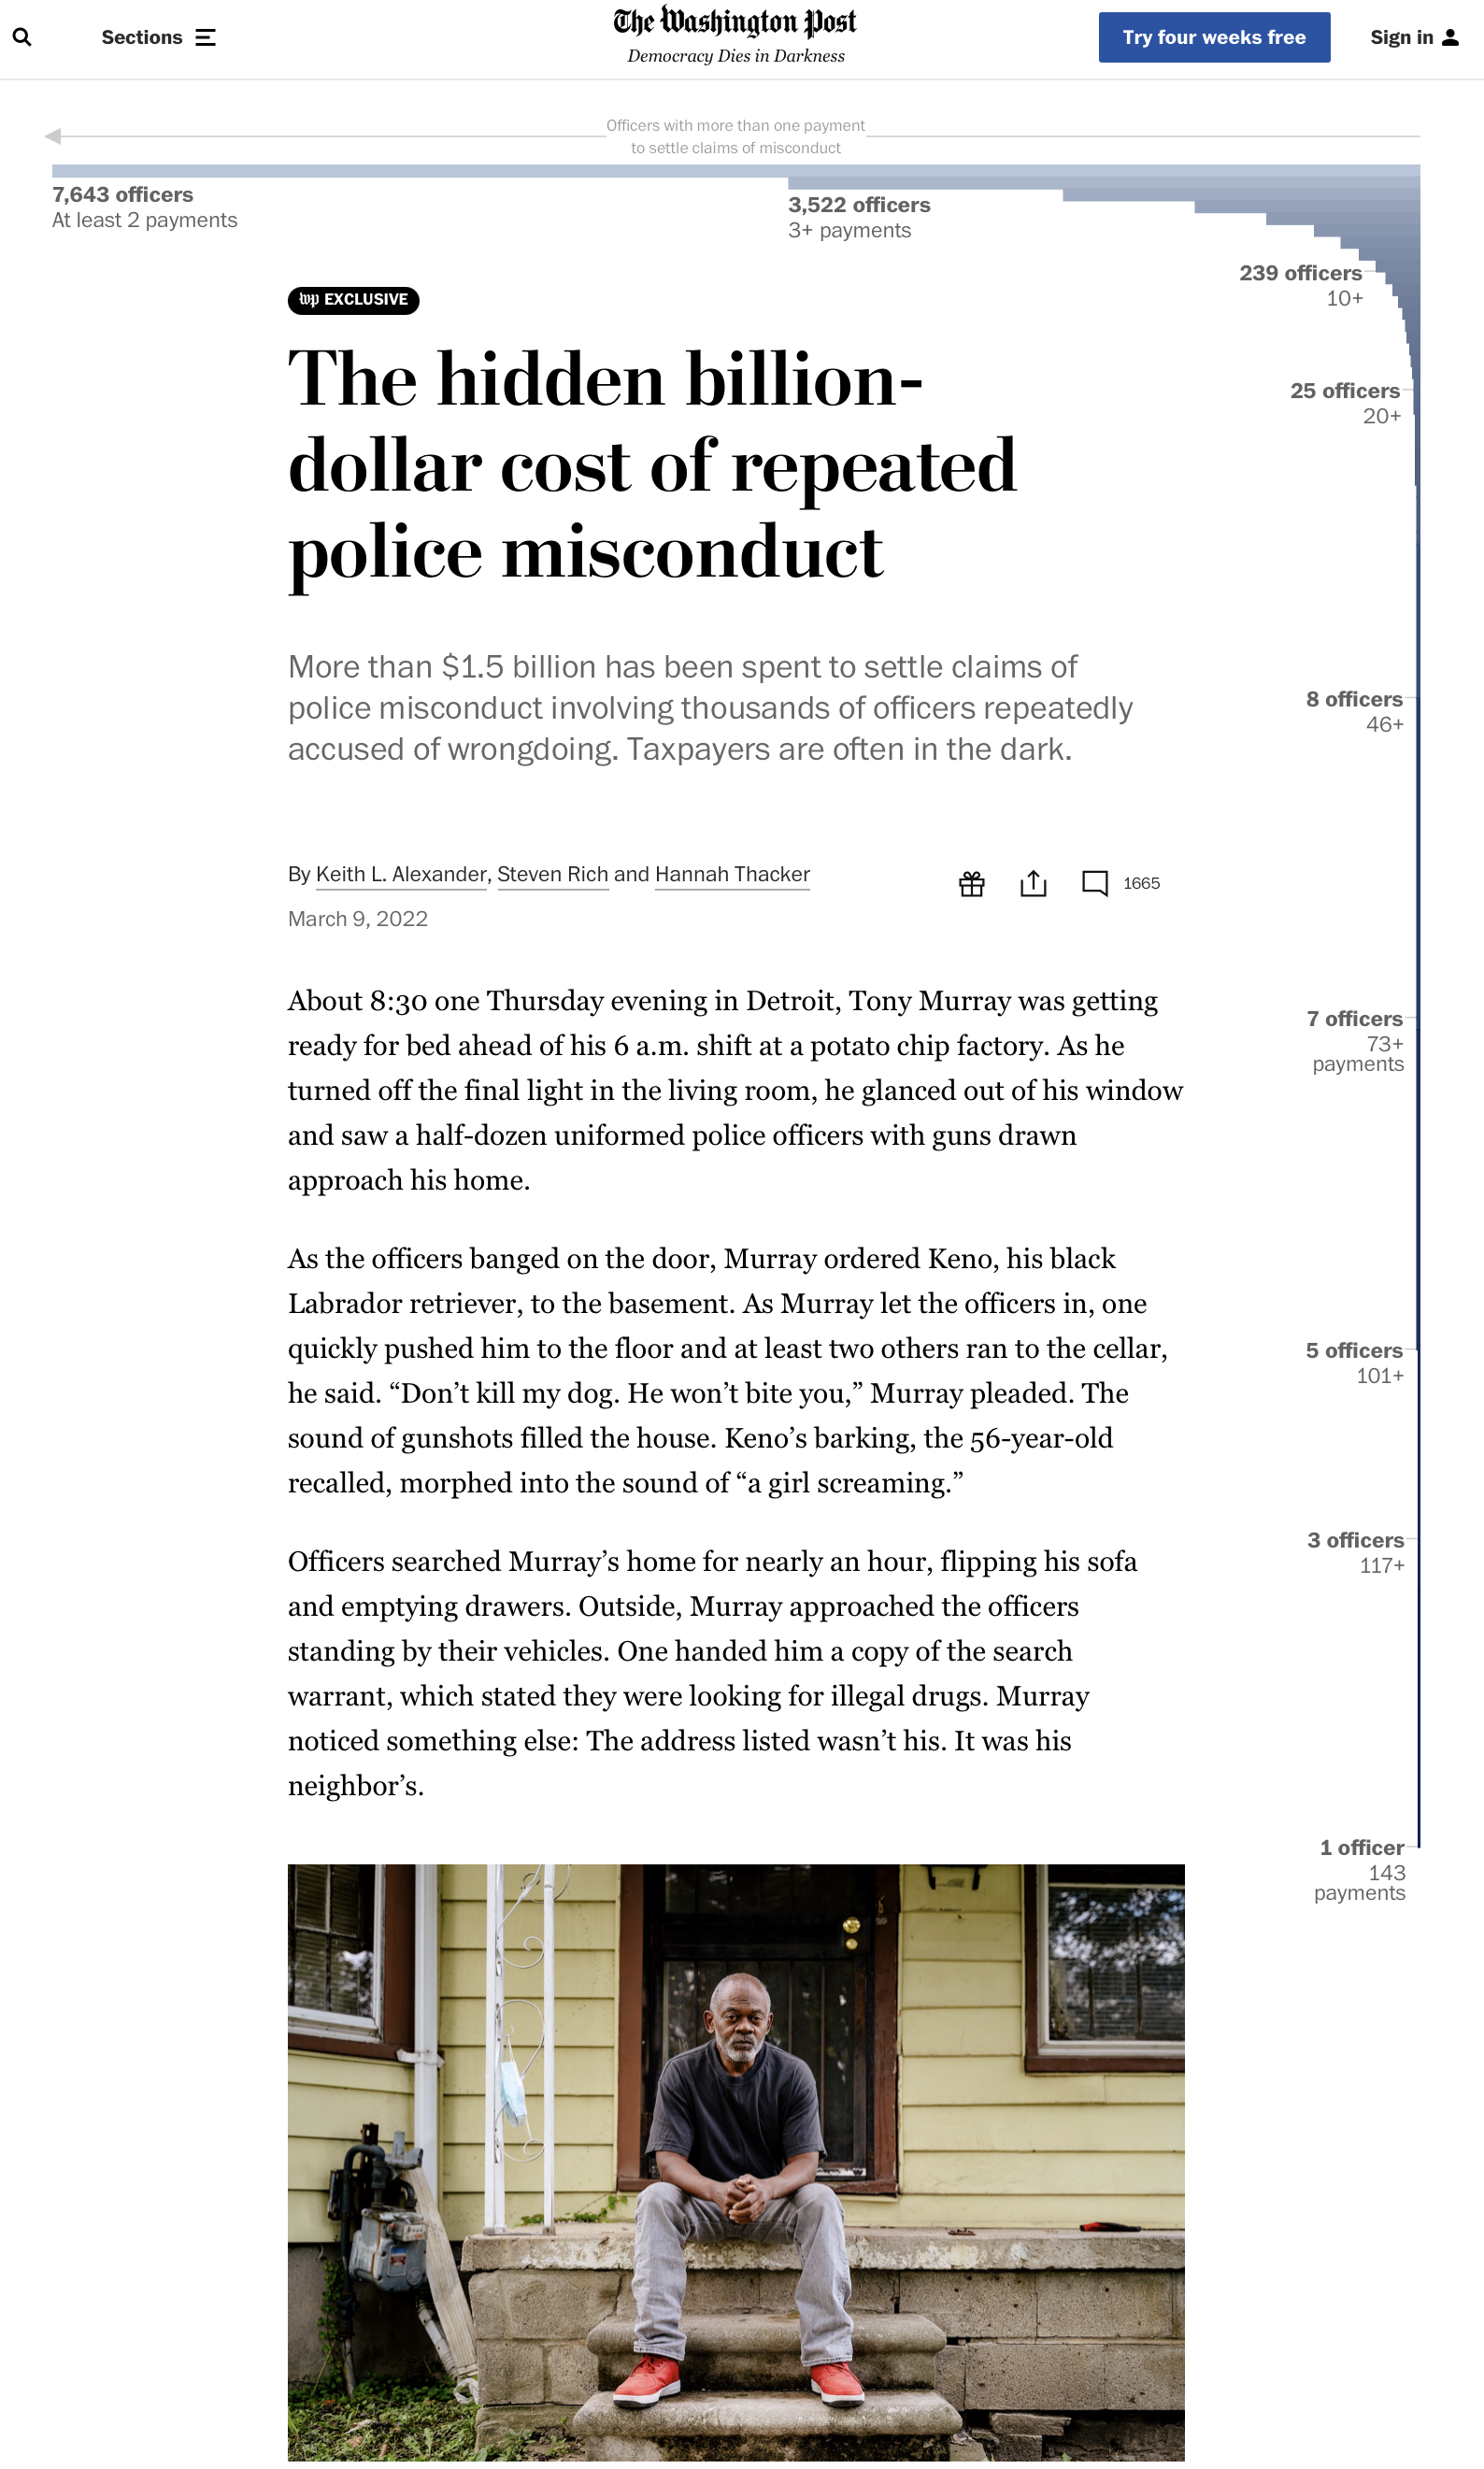 Sections
The Washington Post
Democracy Dies in Darkness
Try four weeks free
Sign in
Officers with more than one payment
to settle claims of misconduct
7,643 officers
At least 2 payments
3,522 officers
3+ payments
239 officers
10+
25 officers
20+
wp EXCLUSIVE
The hidden billion-
dollar cost of repeated
police misconduct
More than $1.5 billion has been spent to settle claims of
police misconduct involving thousands of officers repeatedly
accused of wrongdoing. Taxpayers are often in the dark.
8 officers
46+
By Keith L. Alexander, Steven Rich and Hannah Thacker
1665
March 9, 2022
About 8:30 one Thursday evening in Detroit, Tony Murray was getting
ready for bed ahead of his 6 a.m. shift at a potato chip factory. As he
turned off the final light in the living room, he glanced out of his window
and saw a half-dozen uniformed police officers with guns drawn
approach his home.
7 officers
73+
payments
As the officers banged on the door, Murray ordered Keno, his black
Labrador retriever, to the basement. As Murray let the officers in, one
quickly pushed him to the floor and at least two others ran to the cellar,
he said. “Don’t kill my dog. He won’t bite you,” Murray pleaded. The
sound of gunshots filled the house. Keno’s barking, the 56-year-old
recalled, morphed into the sound of “a girl screaming.”
5 officers
101+
Officers searched Murray’s home for nearly an hour, flipping his sofa
and emptying drawers. Outside, Murray approached the officers
standing by their vehicles. One handed him a copy of the search
warrant, which stated they were looking for illegal drugs. Murray
noticed something else: The address listed wasn’t his. It was his
neighbor’s.
3 officers
117+
1 officer
143
payments